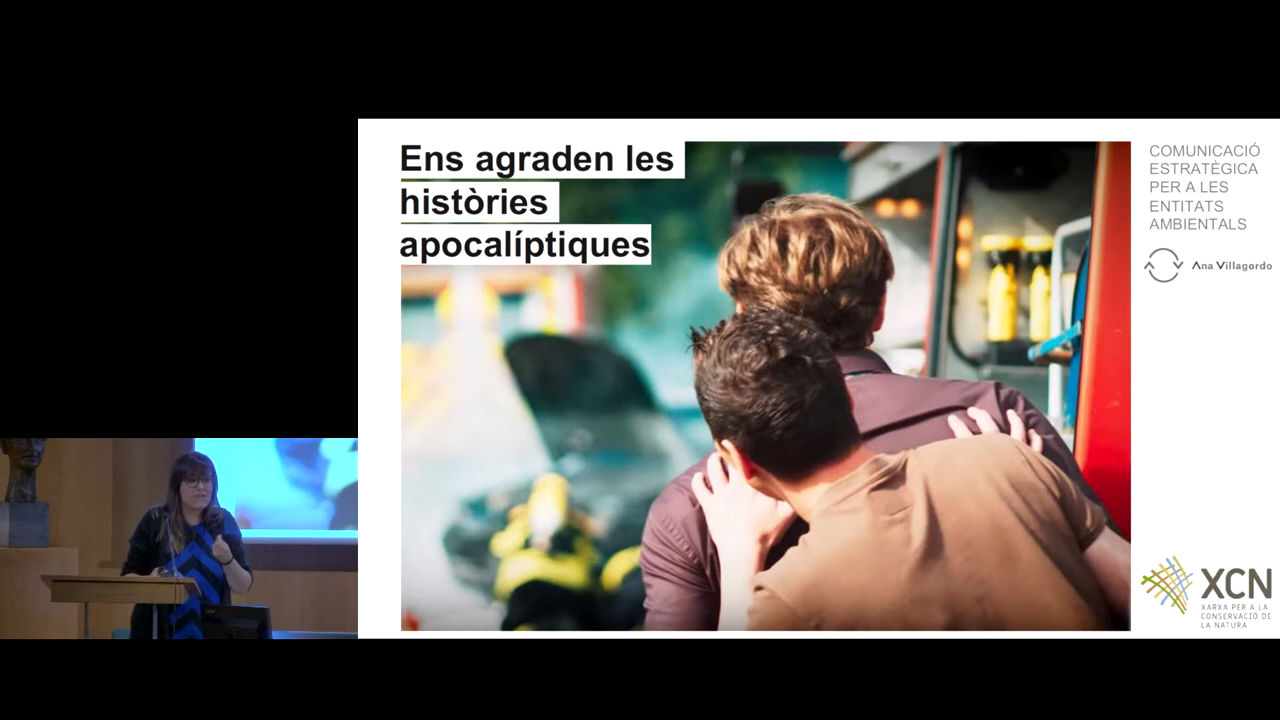 Ens agraden les
històries
apocalíptiques
COMUNICACIÓ
ESTRATÈGICA
PER A LES
ENTITATS
AMBIENTALS
Ana Villagordo
XCN
XARXA PER A LA
CONSERVACIÓ DE
LA NATURA